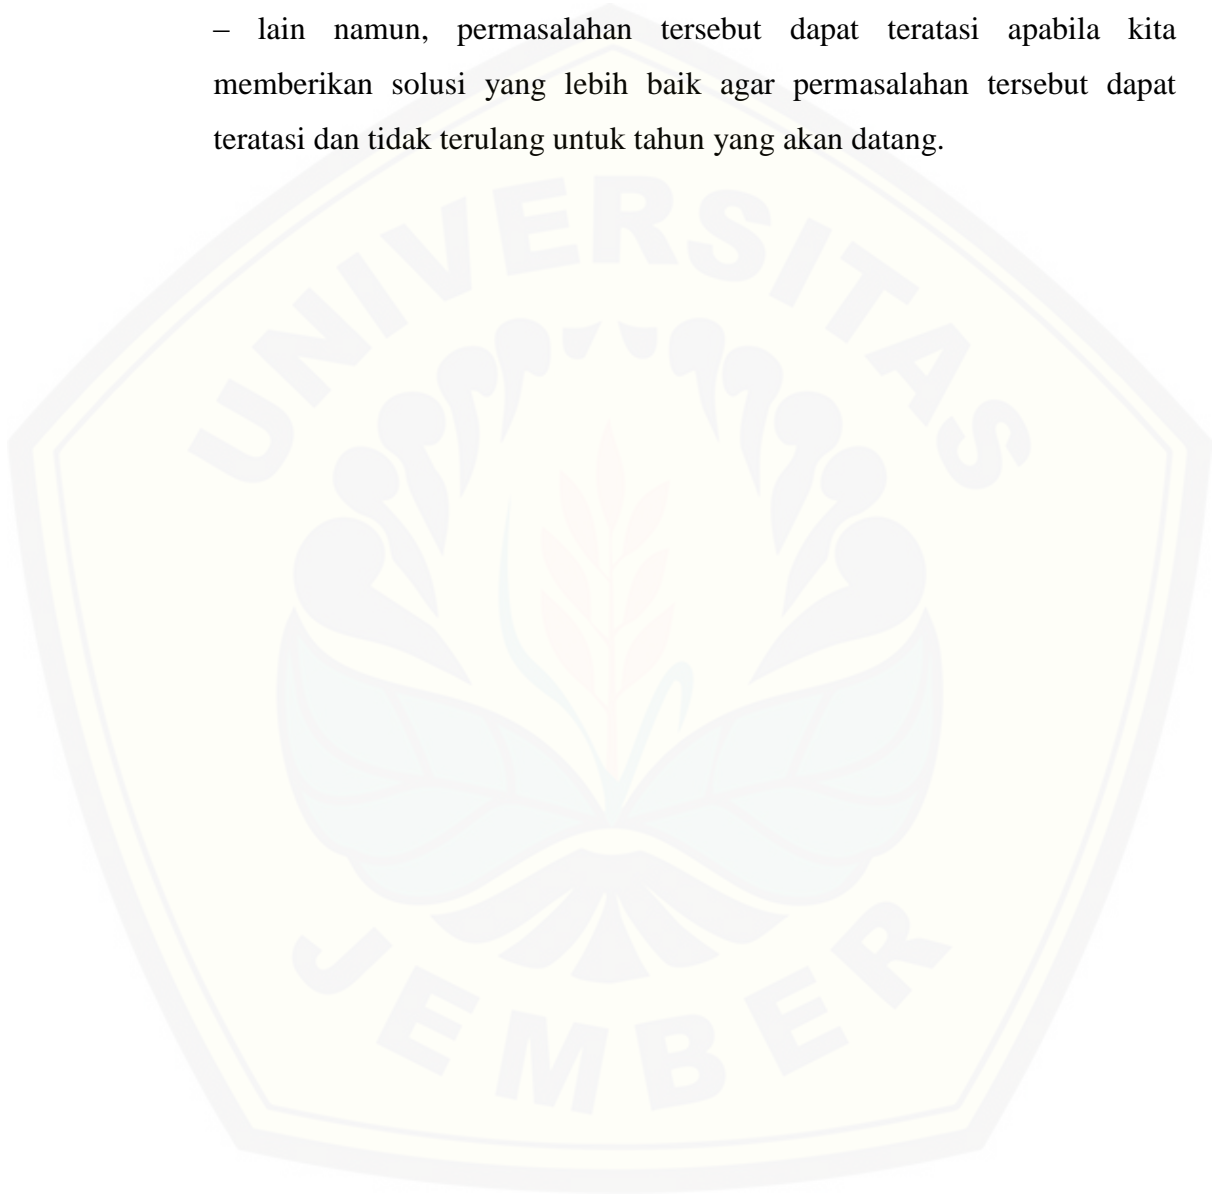 – lain namun, permasalahan tersebut dapat teratasi apabila kita
memberikan solusi yang lebih baik agar permasalahan tersebut dapat
teratasi dan tidak terulang untuk tahun yang akan datang.
UNIVERSITAS
JEMBER